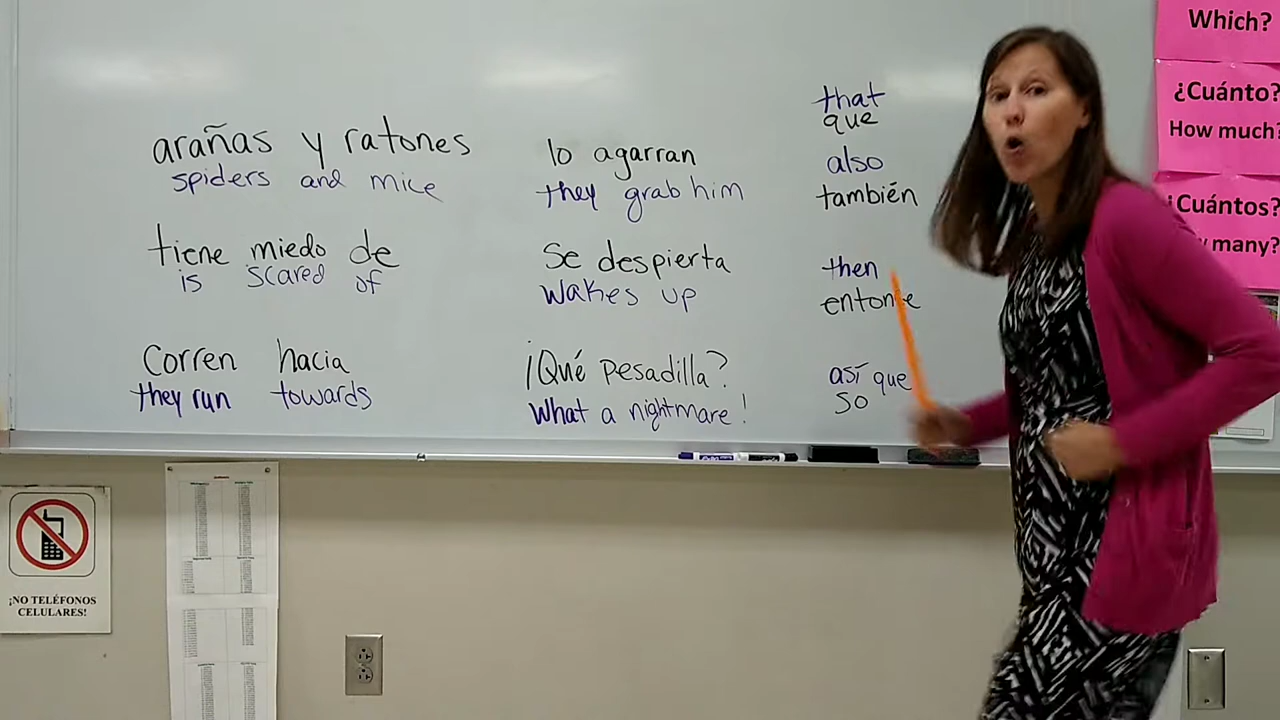 arañas y ratones
spiders and mice
tiene miedo de
is scared of
corren hacia
they run towards
lo agarran
they grab him
se despierta
wakes up
¡Qué pesadilla?
What a nightmare!
that
que
also
también
then
así que
so
Which?
¿Cuánto?
How much?
¿Cuántos?
many?
¡NO TELÉFONOS
CELULARES!